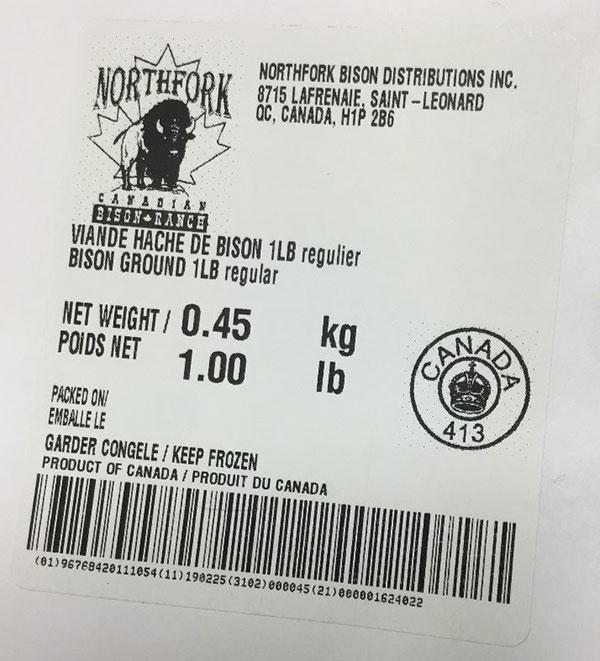 NORTHFORK
CANADIAN
BISON RANCH
NORTHFORK BISON DISTRIBUTIONS INC.
8715 LAFRENAIE, SAINT-LEONARD
QC, CANADA, H1P 2B6
VIANDE HACHE DE BISON 1LB regulier
BISON GROUND 1LB regular
NET WEIGHT / 0.45 kg
POIDS NET 1.00 lb
CANADA
413
PACKED ON/
EMBALLE LE
GARDER CONGELE / KEEP FROZEN
PRODUCT OF CANADA / PRODUIT DU CANADA
(01)96768420111054(11)190225(3102)000045(21)000001624022